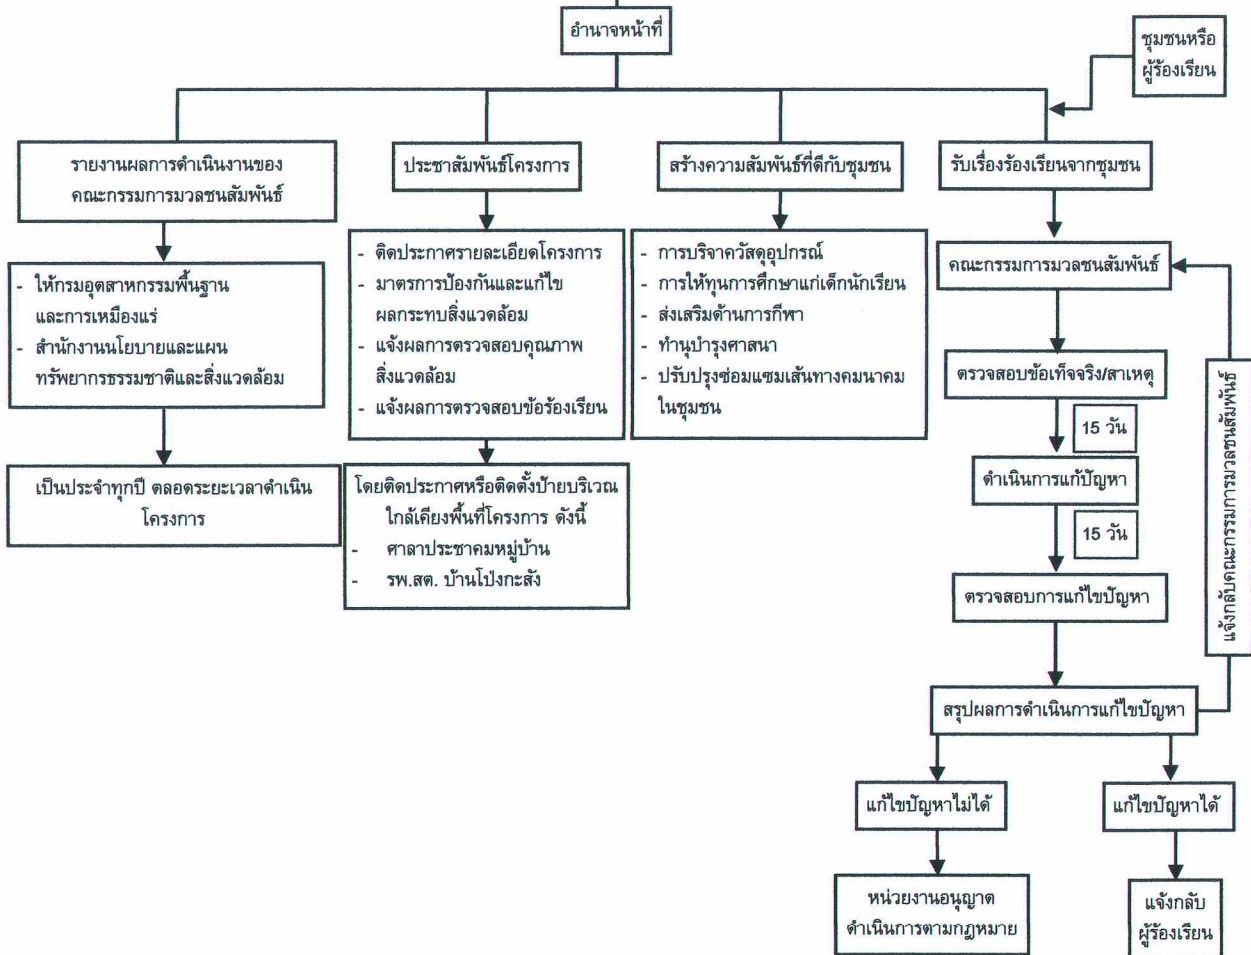 อำนาจหน้าที่
ชุมชนหรือ
ผู้ร้องเรียน
รายงานผลการดำเนินงานของ
คณะกรรมการมวลชนสัมพันธ์
- ให้กรมอุตสาหกรรมพื้นฐาน
และการเหมืองแร่
- สำนักงานนโยบายและแผน
ทรัพยากรธรรมชาติและสิ่งแวดล้อม
เป็นประจำทุกปี ตลอดระยะเวลาดำเนิน
โครงการ
ประชาสัมพันธ์โครงการ
- ติดประกาศรายละเอียดโครงการ
- มาตรการป้องกันและแก้ไข
ผลกระทบสิ่งแวดล้อม
- แจ้งผลการตรวจสอบคุณภาพ
สิ่งแวดล้อม
- แจ้งผลการตรวจสอบข้อร้องเรียน
โดยติดประกาศหรือติดตั้งป้ายบริเวณ
ใกล้เคียงพื้นที่โครงการ ดังนี้
- ศาลาประชาคมหมู่บ้าน
- รพ.สต. บ้านโป่งกะสัง
สร้างความสัมพันธ์ที่ดีกับชุมชน
- การบริจาควัสดุอุปกรณ์
- การให้ทุนการศึกษาแก่เด็กนักเรียน
- ส่งเสริมด้านการกีฬา
- ทำนุบำรุงศาสนา
- ปรับปรุงซ่อมแซมเส้นทางคมนาคม
ในชุมชน
รับเรื่องร้องเรียนจากชุมชน
คณะกรรมการมวลชนสัมพันธ์
ตรวจสอบข้อเท็จจริง/สาเหตุ
15 วัน
ดำเนินการแก้ปัญหา
15 วัน
ตรวจสอบการแก้ไขปัญหา
สรุปผลการดำเนินการแก้ไขปัญหา
แจ้งกลับคณะกรรมการมวลชนสัมพันธ์
แก้ไขปัญหาไม่ได้
แก้ไขปัญหาได้
หน่วยงานอนุญาต
ดำเนินการตามกฎหมาย
แจ้งกลับ
ผู้ร้องเรียน